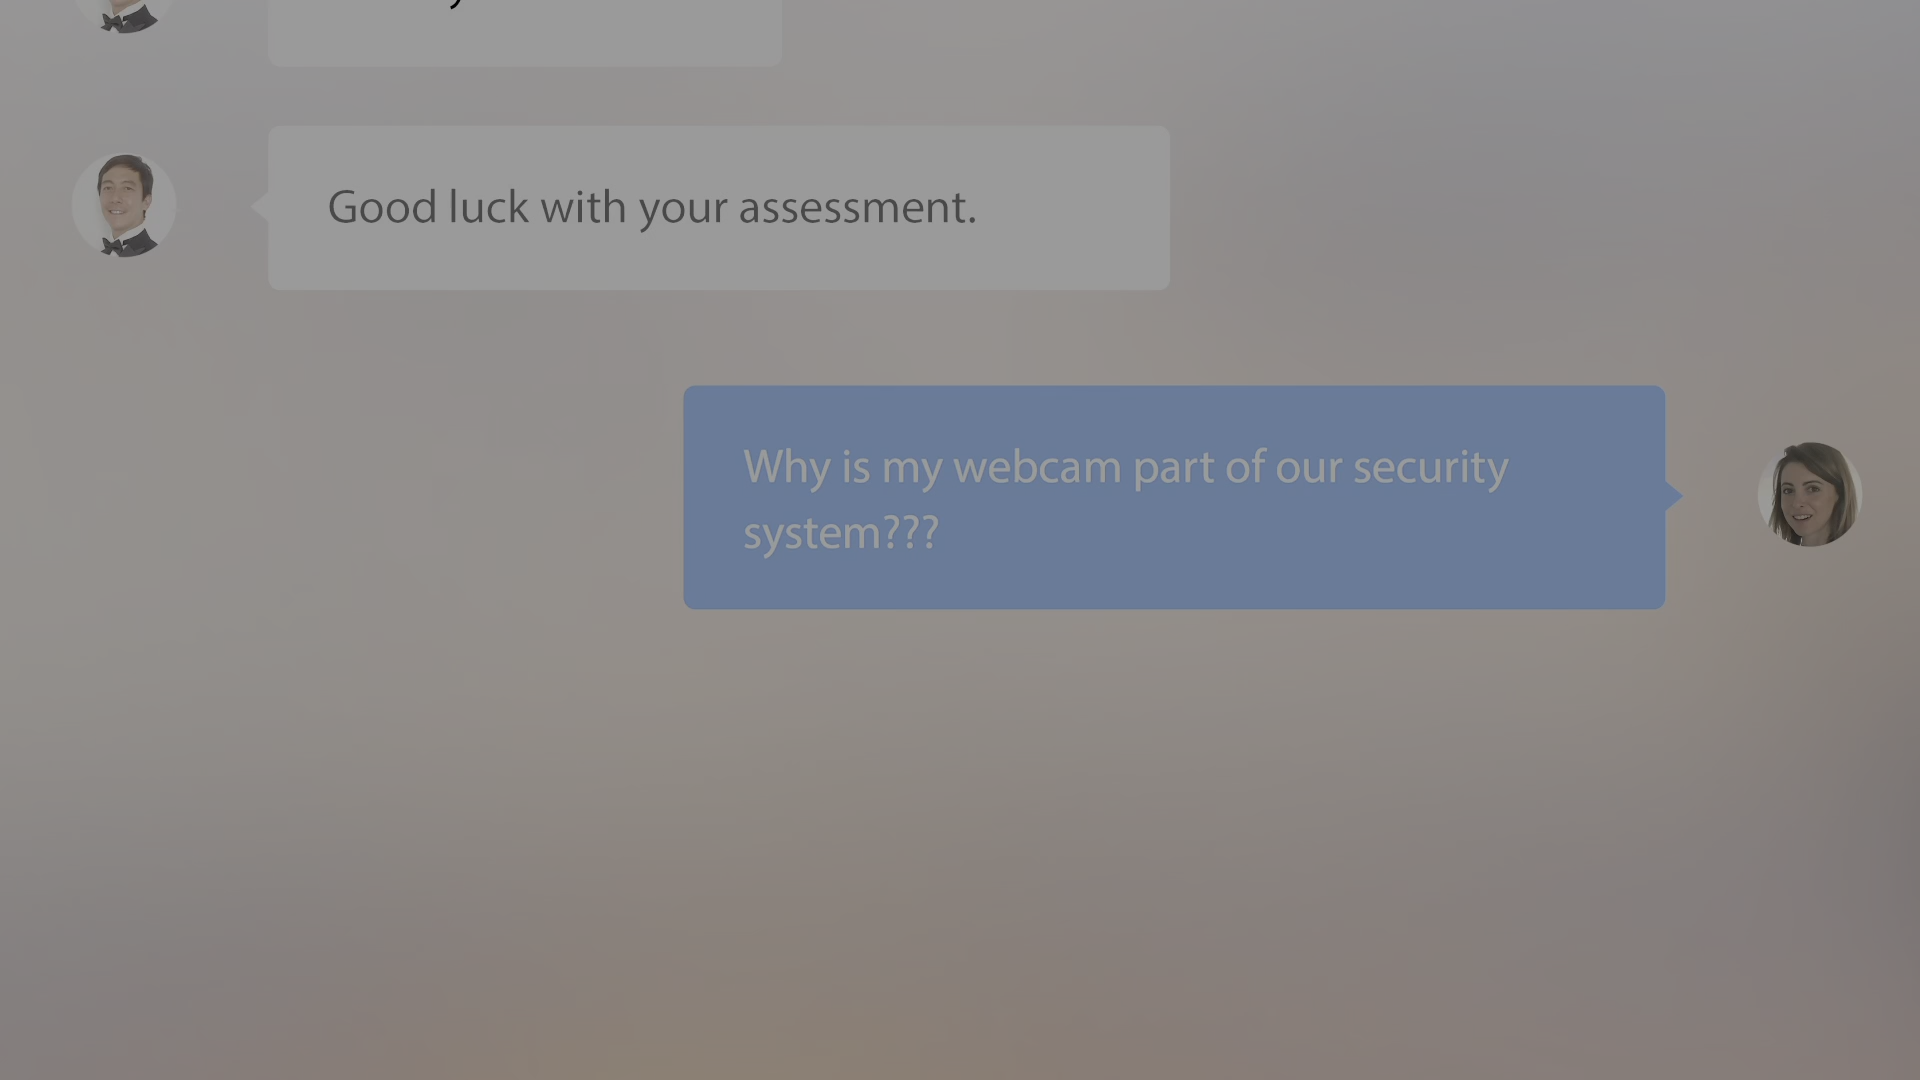 Good luck with your assessment.
Why is my webcam part of our security
system???